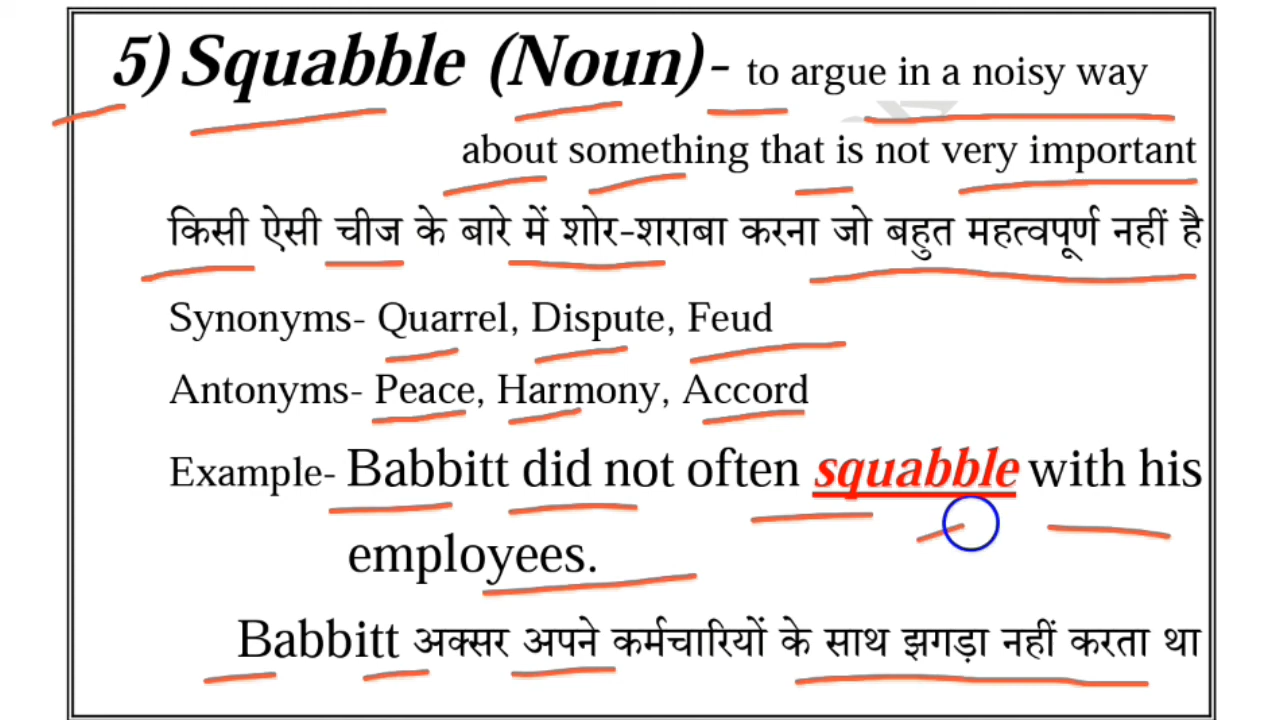 5) Squabble (Noun)- to argue in a noisy way
about something that is not very important
किसी ऐसी चीज के बारे में शोर-शराबा करना जो बहुत महत्वपूर्ण नहीं है
Synonyms- Quarrel, Dispute, Feud
Antonyms- Peace, Harmony, Accord
Example- Babbitt did not often squabble with his
employees.
Babbitt अक्सर अपने कर्मचारियों के साथ झगड़ा नहीं करता था